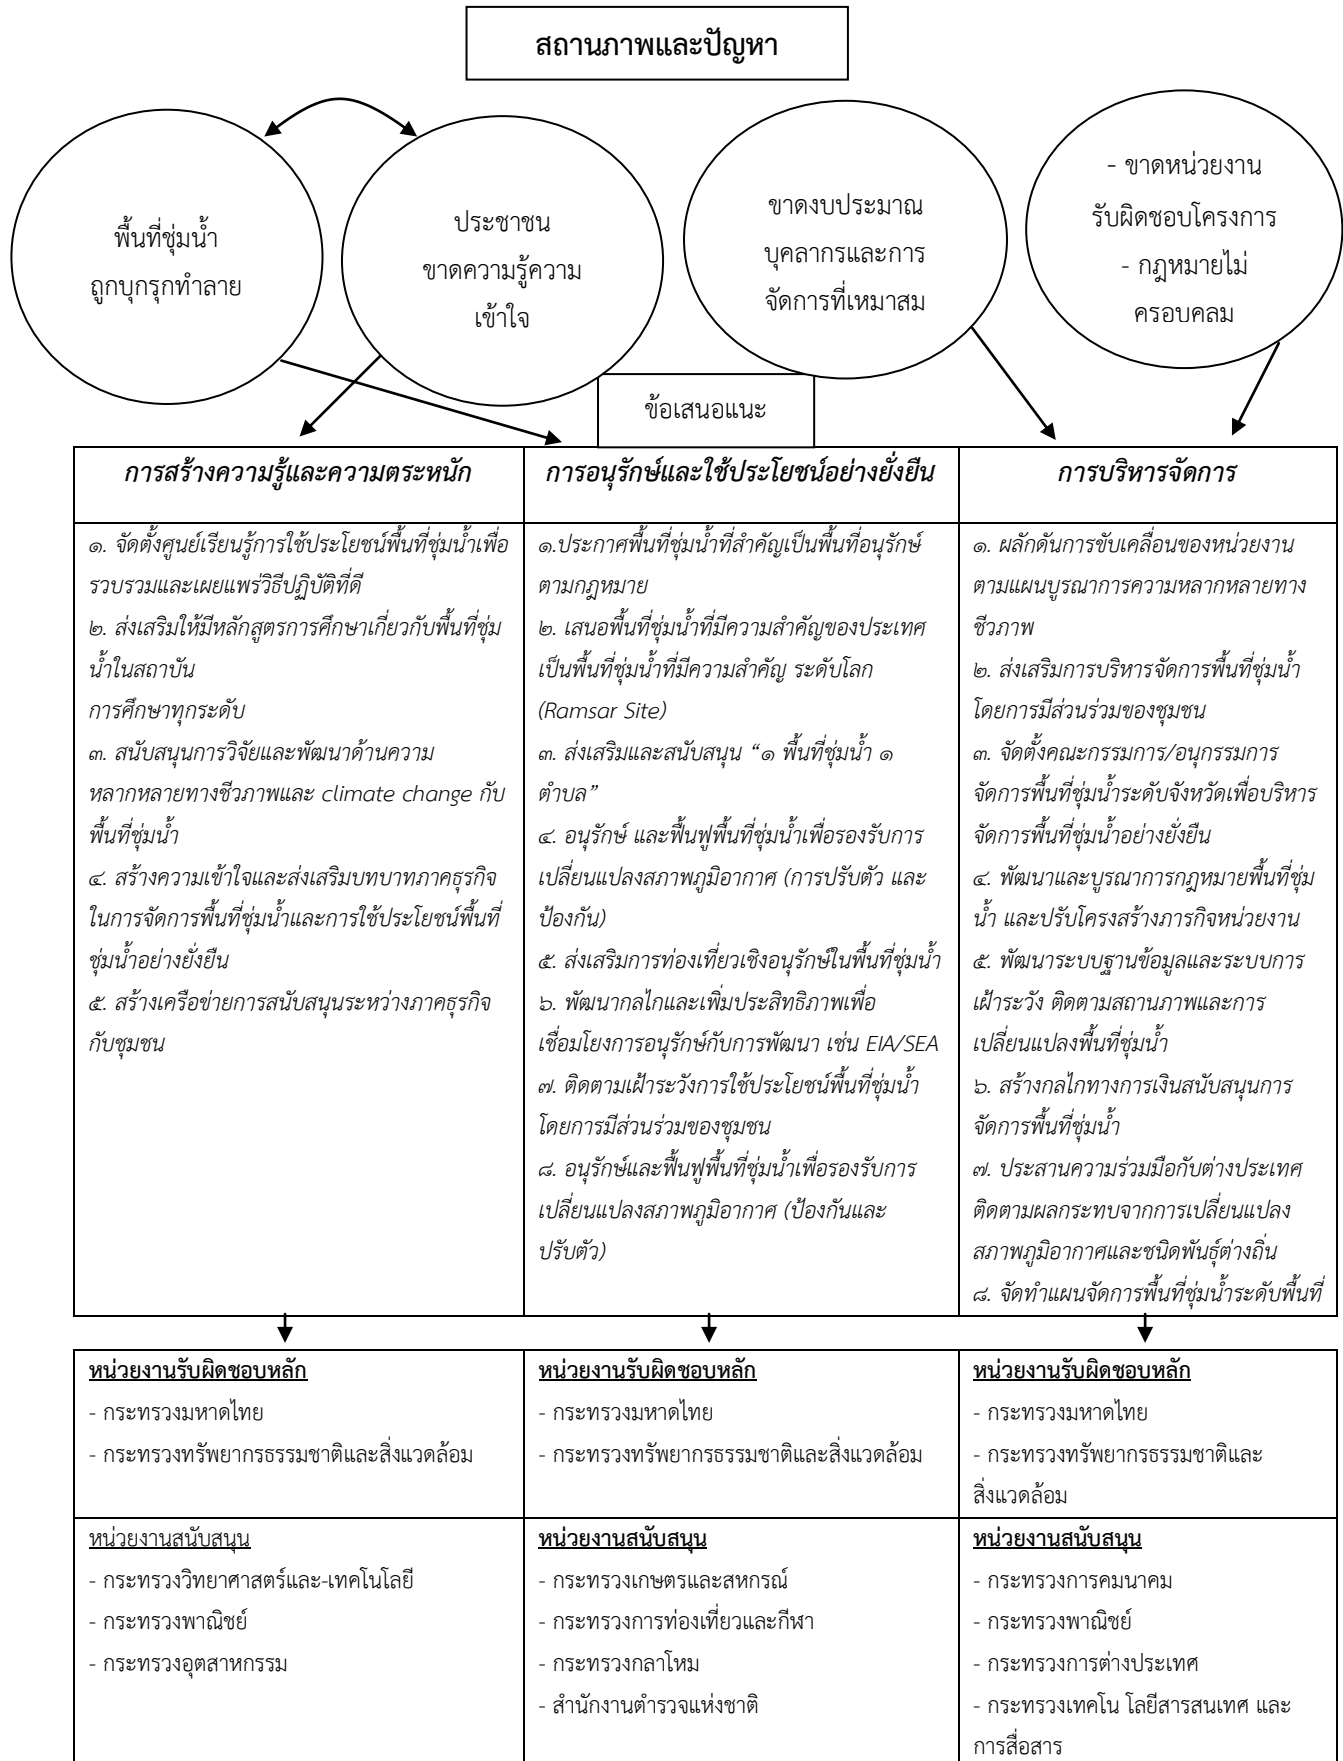 สถานภาพและปัญหา
พื้นที่ชุ่มน้ำ
ถูกบุกรุกทำลาย
ประชาชน
ขาดความรู้ความ
เข้าใจ
ขาดงบประมาณ
บุคลากรและการ
จัดการที่เหมาสม
- ขาดหน่วยงาน
รับผิดชอบโครงการ
- กฎหมายไม่
ครอบคลม
ข้อเสนอแนะ
การสร้างความรู้และความตระหนัก
๑. จัดตั้งศูนย์เรียนรู้การใช้ประโยชน์พื้นที่ชุ่มน้ำเพื่อ
รวบรวมและเผยแพร่วิธีปฏิบัติที่ดี
๒. ส่งเสริมให้มีหลักสูตรการศึกษาเกี่ยวกับพื้นที่ชุ่ม
น้ำในสถาบัน
การศึกษาทุกระดับ
๓. สนับสนุนการวิจัยและพัฒนาด้านความ
หลากหลายทางชีวภาพและ climate change กับ
พื้นที่ชุ่มน้ำ
๔. สร้างความเข้าใจและส่งเสริมบทบาทภาคธุรกิจ
ในการจัดการพื้นที่ชุ่มน้ำและการใช้ประโยชน์พื้นที่
ชุ่มน้ำอย่างยั่งยืน
๕. สร้างเครือข่ายการสนับสนุนระหว่างภาคธุรกิจ
กับชุมชน
การอนุรักษ์และใช้ประโยชน์อย่างยั่งยืน
๑.ประกาศพื้นที่ชุ่มน้ำที่สำคัญเป็นพื้นที่อนุรักษ์
ตามกฎหมาย
๒. เสนอพื้นที่ชุ่มน้ำที่มีความสำคัญของประเทศ
เป็นพื้นที่ชุ่มน้ำที่มีความสำคัญ ระดับโลก
(Ramsar Site)
๓. ส่งเสริมและสนับสนุน “๑ พื้นที่ชุ่มน้ำ ๑
ตำบล”
๔. อนุรักษ์ และฟื้นฟูพื้นที่ชุ่มน้ำเพื่อรองรับการ
เปลี่ยนแปลงสภาพภูมิอากาศ (การปรับตัว และ
ป้องกัน)
๕. ส่งเสริมการท่องเที่ยวเชิงอนุรักษ์ในพื้นที่ชุ่มน้ำ
๖. พัฒนากลไกและเพิ่มประสิทธิภาพเพื่อ
เชื่อมโยงการอนุรักษ์กับการพัฒนา เช่น EIA/SEA
๗. ติดตามเฝ้าระวังการใช้ประโยชน์พื้นที่ชุ่มน้ำ
โดยการมีส่วนร่วมของชุมชน
๘. อนุรักษ์และฟื้นฟูพื้นที่ชุ่มน้ำเพื่อรองรับการ
เปลี่ยนแปลงสภาพภูมิอากาศ (ป้องกันและ
ปรับตัว)
การบริหารจัดการ
๑. ผลักดันการขับเคลื่อนของหน่วยงาน
ตามแผนบูรณาการความหลากหลายทาง
ชีวภาพ
๒. ส่งเสริมการบริหารจัดการพื้นที่ชุ่มน้ำ
โดยการมีส่วนร่วมของชุมชน
๓. จัดตั้งคณะกรรมการ/อนุกรรมการ
จัดการพื้นที่ชุ่มน้ำระดับจังหวัดเพื่อบริหาร
จัดการพื้นที่ชุ่มน้ำอย่างยั่งยืน
๔. พัฒนาและบูรณาการกฎหมายพื้นที่ชุ่ม
น้ำ และปรับโครงสร้างภารกิจหน่วยงาน
๕. พัฒนาระบบฐานข้อมูลและระบบการ
เฝ้าระวัง ติดตามสถานภาพและการ
เปลี่ยนแปลงพื้นที่ชุ่มน้ำ
๖. สร้างกลไกทางการเงินสนับสนุนการ
จัดการพื้นที่ชุ่มน้ำ
๗. ประสานความร่วมมือกับต่างประเทศ
ติดตามผลกระทบจากการเปลี่ยนแปลง
สภาพภูมิอากาศและชนิดพันธุ์ต่างถิ่น
๘. จัดทำแผนจัดการพื้นที่ชุ่มน้ำระดับพื้นที่
หน่วยงานรับผิดชอบหลัก
- กระทรวงมหาดไทย
- กระทรวงทรัพยากรธรรมชาติและสิ่งแวดล้อม
หน่วยงานรับผิดชอบหลัก
- กระทรวงมหาดไทย
- กระทรวงทรัพยากรธรรมชาติและสิ่งแวดล้อม
หน่วยงานรับผิดชอบหลัก
- กระทรวงมหาดไทย
- กระทรวงทรัพยากรธรรมชาติและ
สิ่งแวดล้อม
หน่วยงานสนับสนุน
- กระทรวงวิทยาศาสตร์และ-เทคโนโลยี
- กระทรวงพาณิชย์
- กระทรวงอุตสาหกรรม
หน่วยงานสนับสนุน
- กระทรวงเกษตรและสหกรณ์
- กระทรวงการท่องเที่ยวและกีฬา
- กระทรวงกลาโหม
- สำนักงานตำรวจแห่งชาติ
หน่วยงานสนับสนุน
- กระทรวงการคมนาคม
- กระทรวงพาณิชย์
- กระทรวงการต่างประเทศ
- กระทรวงเทคโน โลยีสารสนเทศ และ
การสื่อสาร